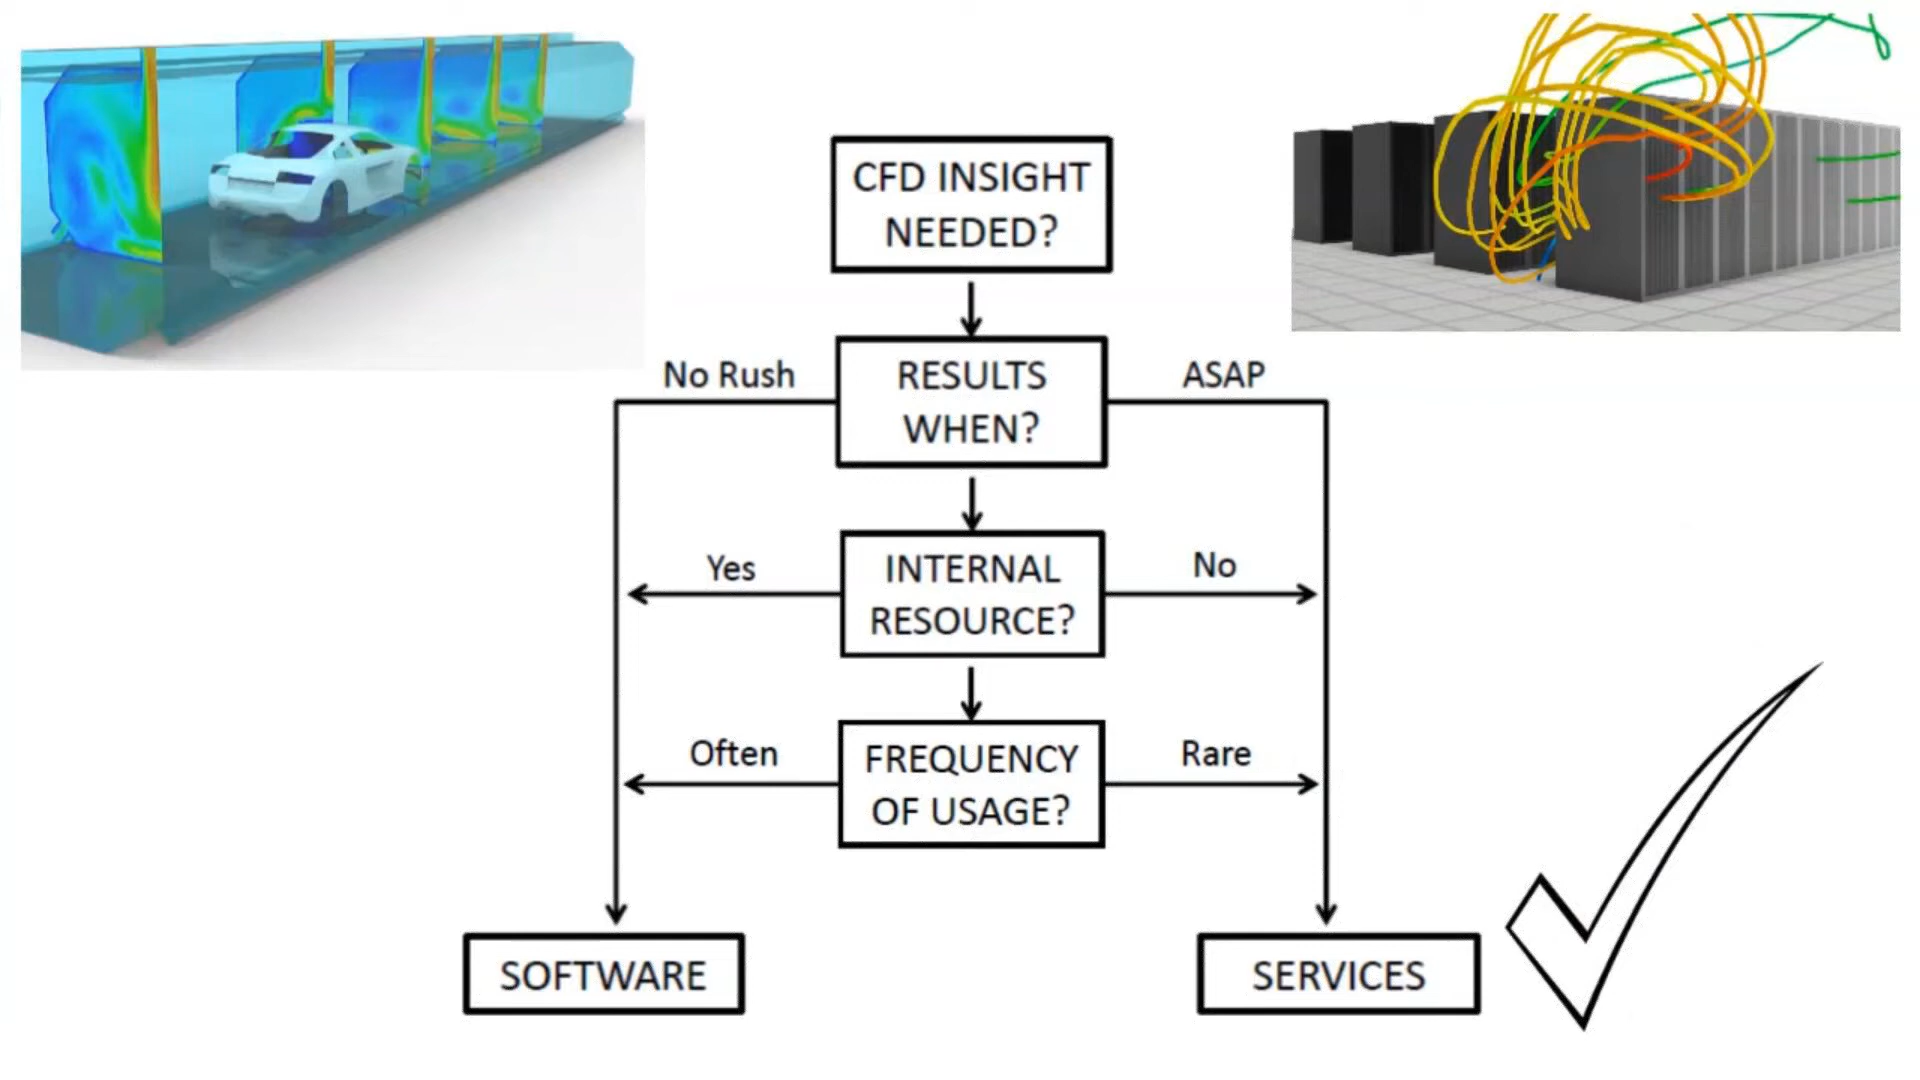 CFD INSIGHT
NEEDED?
No Rush
RESULTS
WHEN?
ASAP
Yes
INTERNAL
RESOURCE?
No
Often
FREQUENCY
OF USAGE?
Rare
SOFTWARE
SERVICES